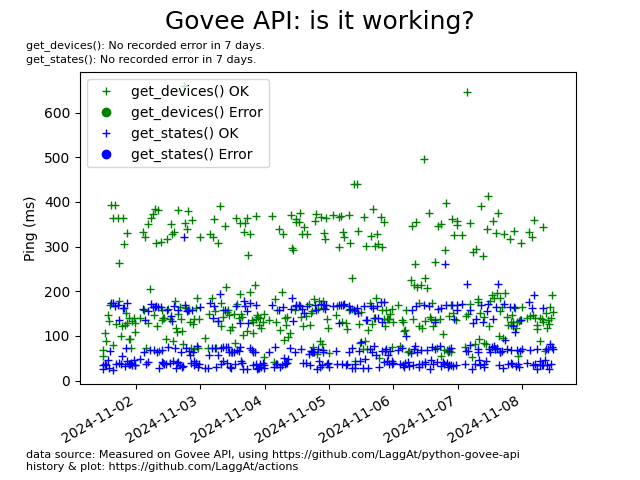 Govee API: is it working?
get_devices(): No recorded error in 7 days.
get_states(): No recorded error in 7 days.
get_devices() OK
get_devices() Error
get_states() OK
get_states() Error
Ping (ms)
600
500
400
300
200
100
0
2024-11-02
2024-11-03
2024-11-04
2024-11-05
2024-11-06
2024-11-07
2024-11-08
data source: Measured on Govee API, using https://github.com/LaggAt/python-govee-api
history & plot: https://github.com/LaggAt/actions